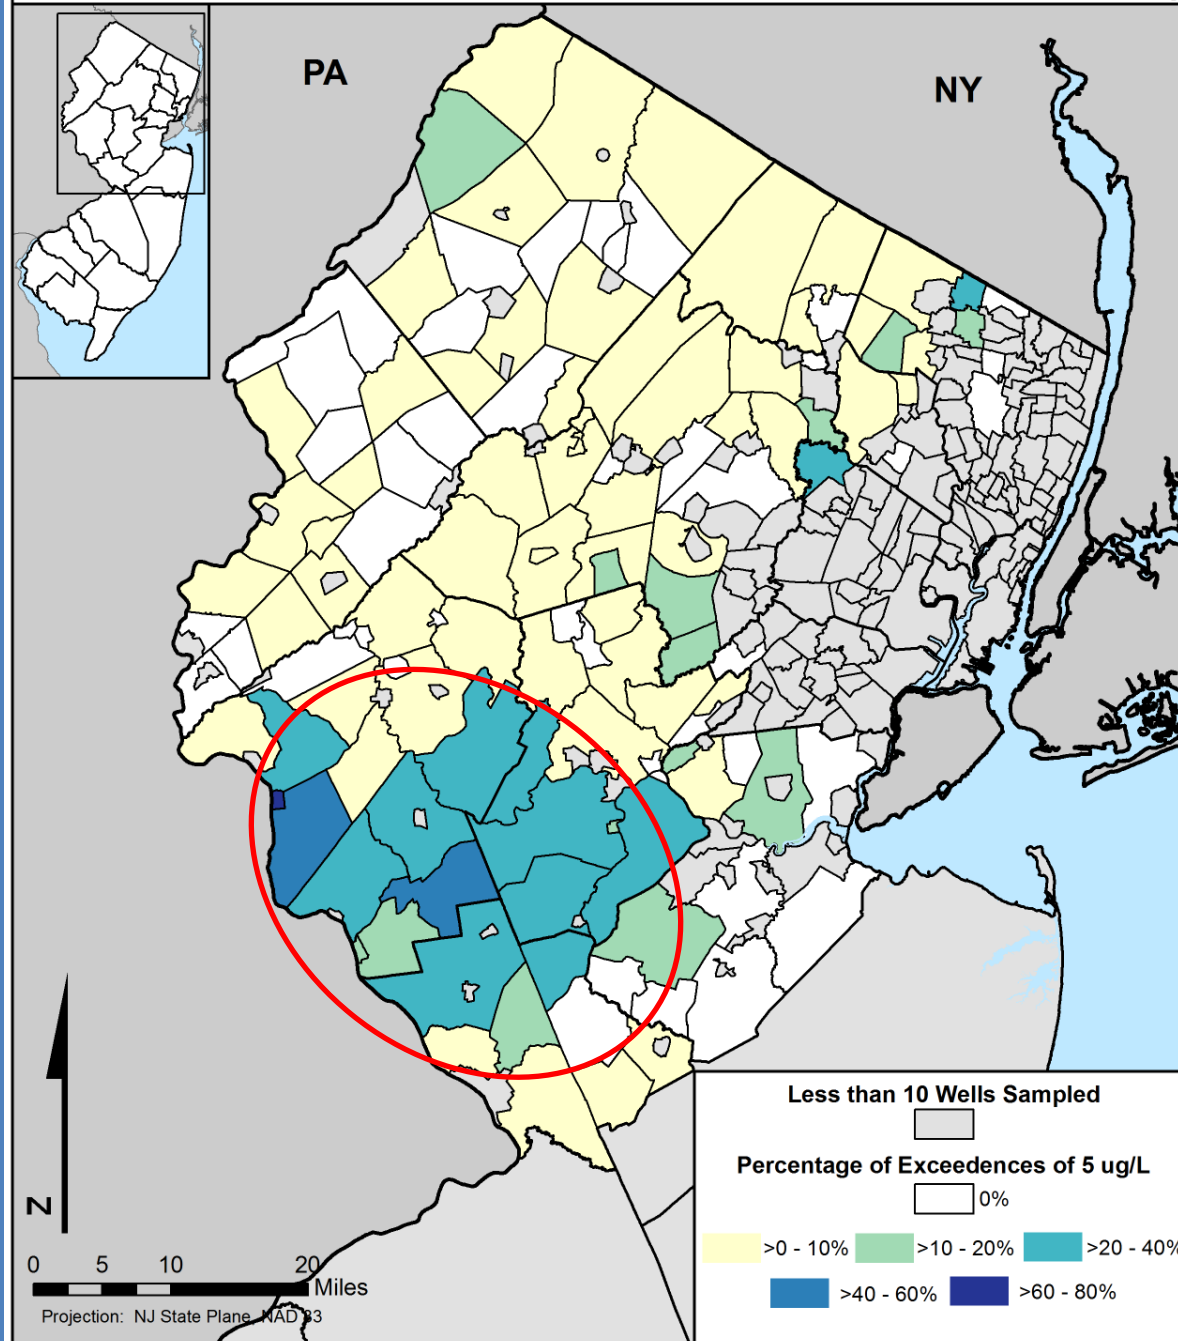 PA
NY
Less than 10 Wells Sampled
Percentage of Exceedences of 5 ug/L
0%
>0 - 10%
>10 - 20%
>20 - 40%
>40 - 60%
>60 - 80%
N
0 5 10 20
Miles
Projection: NJ State Plane, NAD 83